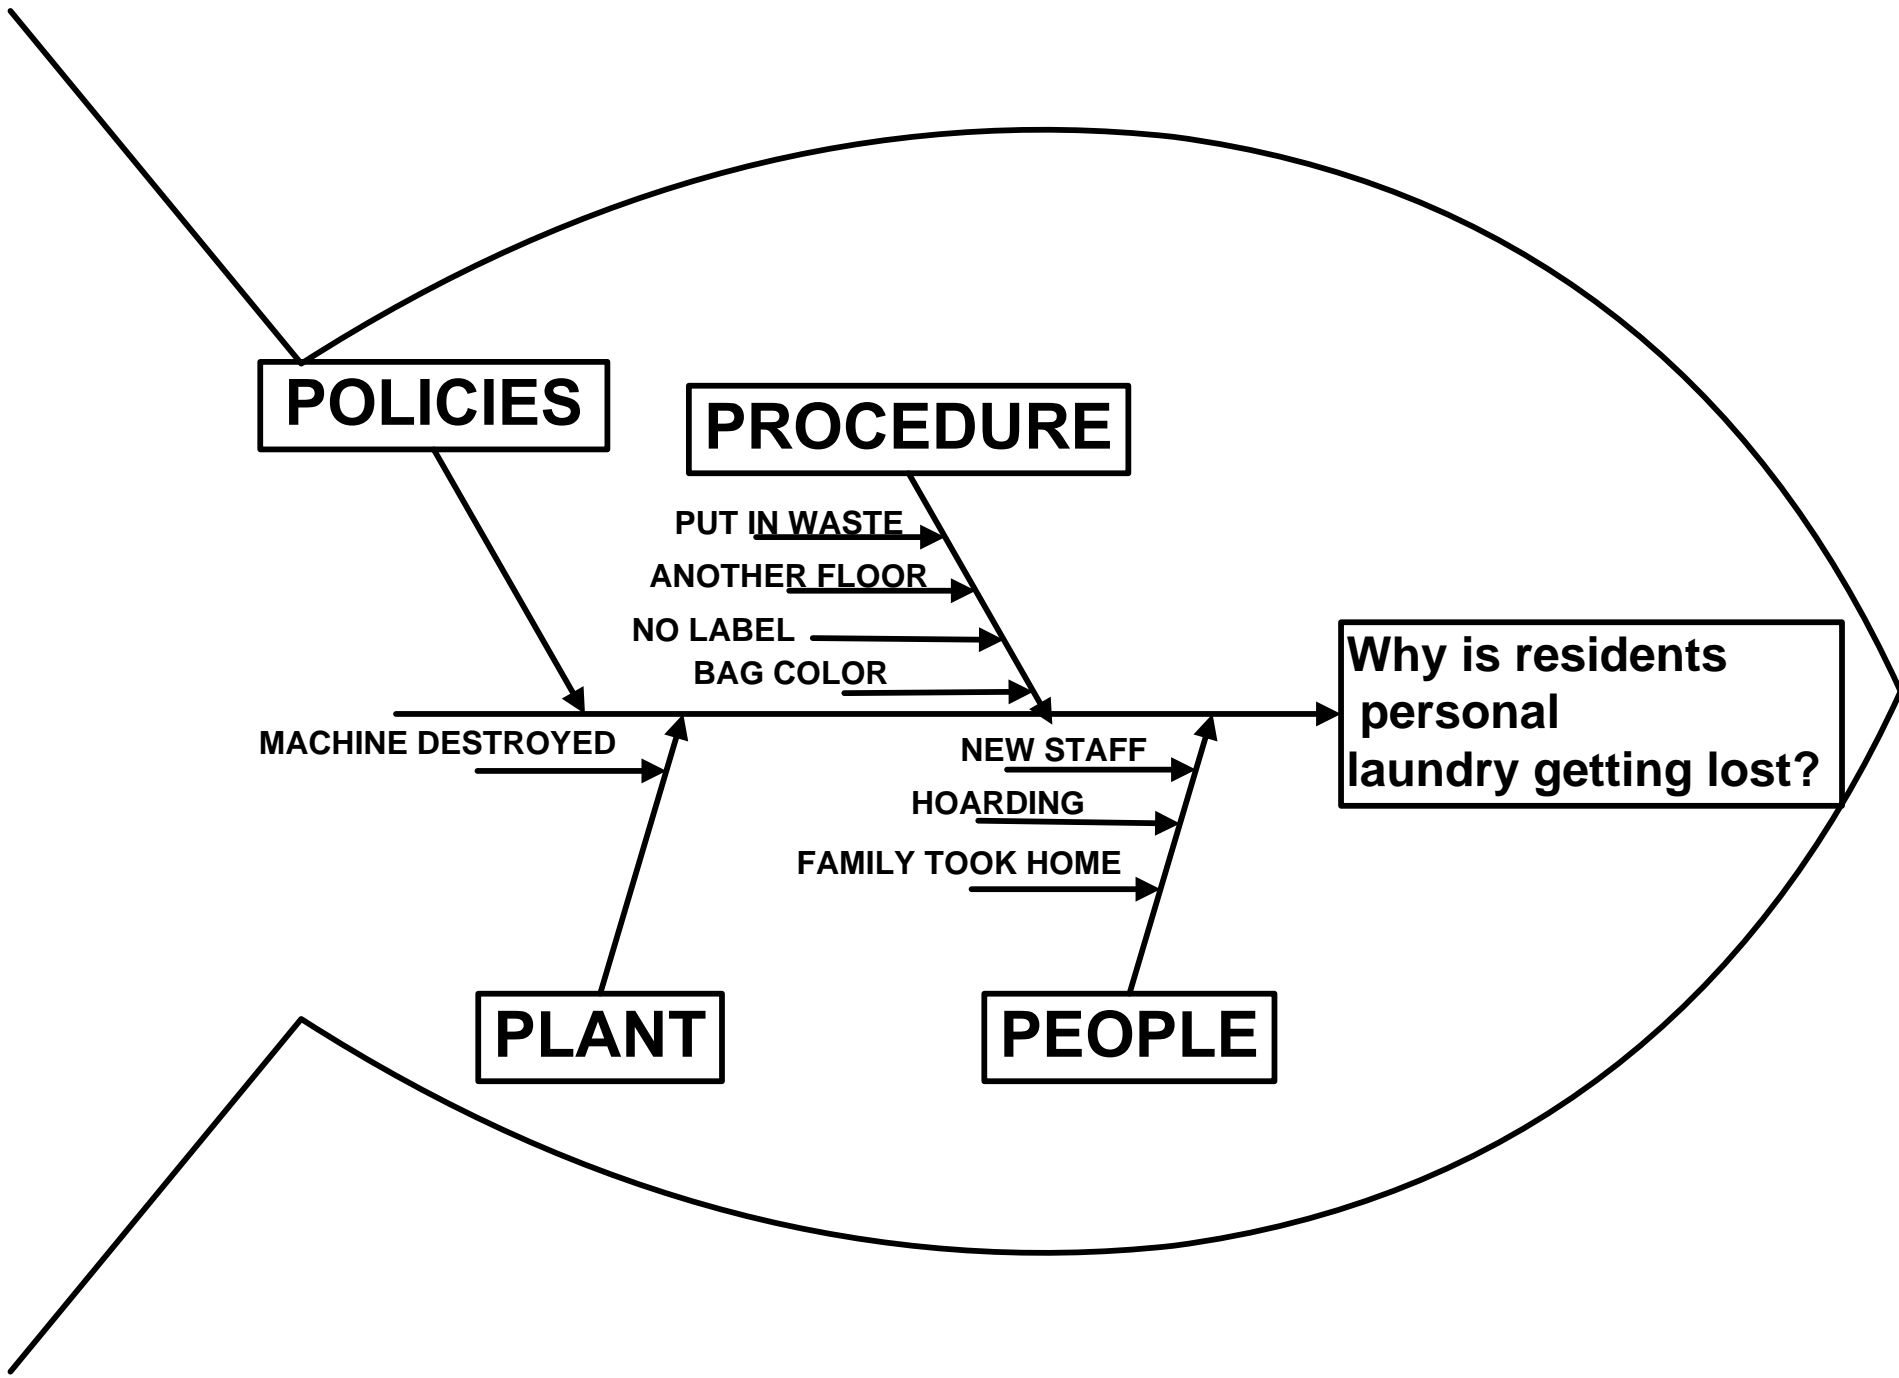 POLICIES
PROCEDURE
PUT IN WASTE
ANOTHER FLOOR
NO LABEL
BAG COLOR
Why is residents
personal
laundry getting lost?
MACHINE DESTROYED
NEW STAFF
HOARDING
FAMILY TOOK HOME
PLANT
PEOPLE